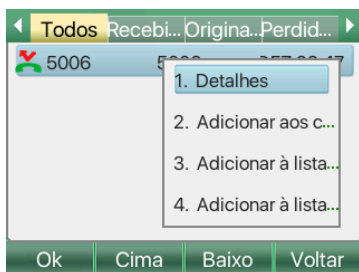 Todos Recebi... Origina... Perdid...
5006
1. Detalhes
2. Adicionar aos c...
3. Adicionar à lista...
4. Adicionar à lista...
Ok Cima Baixo Voltar